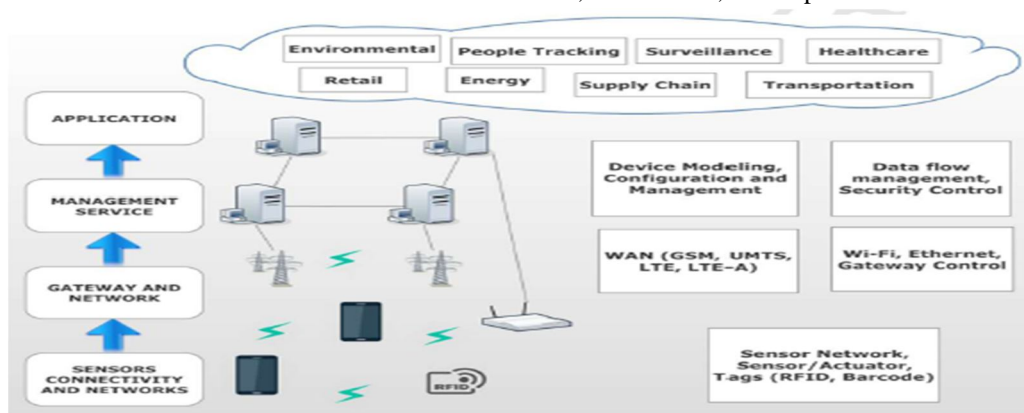 Environmental
People Tracking
Surveillance
Healthcare
Retail
Energy
Supply Chain
Transportation
APPLICATION
MANAGEMENT
SERVICE
GATEWAY AND
NETWORK
SENSORS
CONNECTIVITY
AND NETWORKS
Device Modeling,
Configuration and
Management
Data flow
management,
Security Control
WAN (GSM, UMTS,
LTE, LTE-A)
Wi-Fi, Ethernet,
Gateway Control
Sensor Network,
Sensor/Actuator,
Tags (RFID, Barcode)
RFID